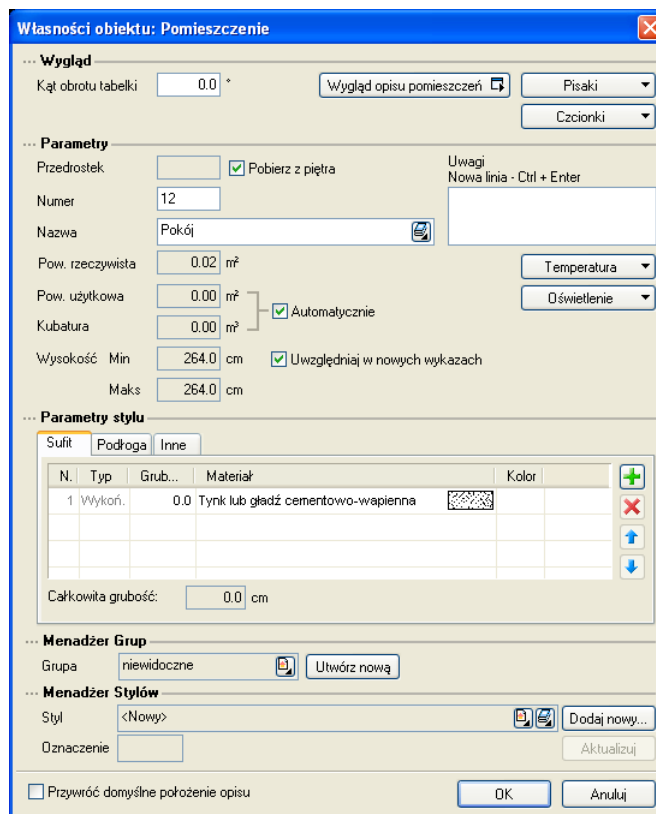 Własności obiektu: Pomieszczenie
Wygląd
Kąt obrotu tabelki 0.0 ° Wygląd opisu pomieszczeń Pisaki
Czcionki
Parametry
Przedrostek Pobierz z piętra Uwagi
Nowa linia - Ctrl + Enter
Numer 12
Nazwa Pokój
Pow. rzeczywista 0.02 m² Temperatura
Pow. użytkowa 0.00 m² Oświetlenie
Automatycznie
Kubatura 0.00 m³
Wysokość Min 264.0 cm Uwzględniaj w nowych wykazach
Maks 264.0 cm
Parametry stylu
Sufit Podłoga Inne
N. Typ Grub... Materiał Kolor
1 Wykoń. 0.0 Tynk lub gładź cementowo-wapienna
Całkowita grubość: 0.0 cm
Menadżer Grup
Grupa niewidoczne Utwórz nową
Menadżer Stylów
Styl <Nowy> Dodaj nowy...
Oznaczenie Aktualizuj
Przywróć domyślne położenie opisu OK Anuluj